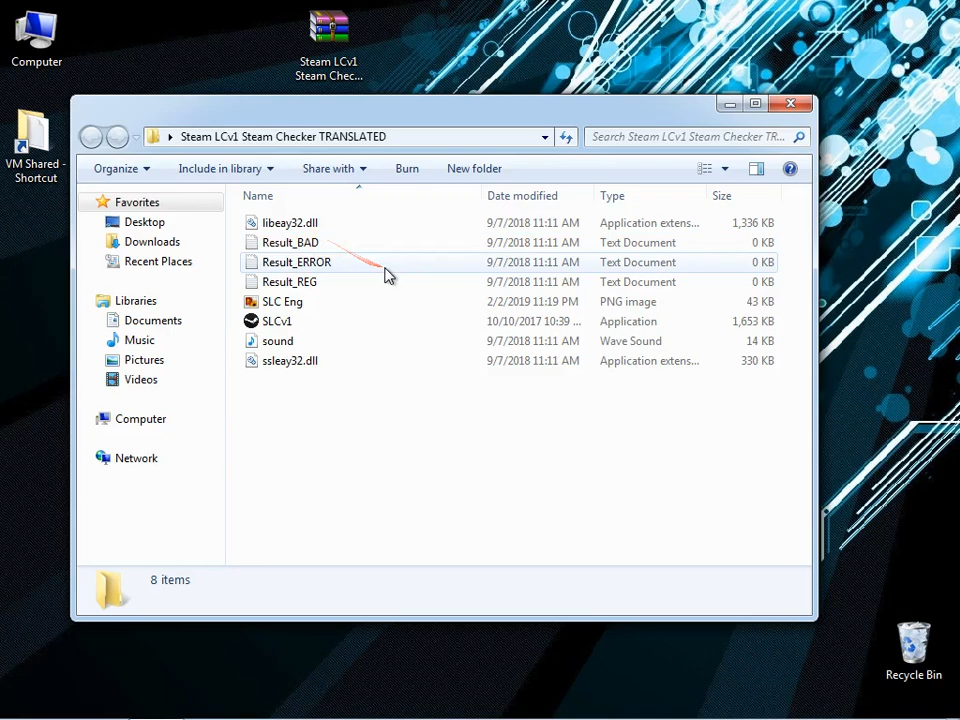 Computer
Steam LCv1
Steam Chec...
VM Shared -
Shortcut
Steam LCv1 Steam Checker TRANSLATED
Search Steam LCv1 Steam Checker TR...
Organize
Include in library
Share with
Burn
New folder
Favorites
Desktop
Downloads
Recent Places
Libraries
Documents
Music
Pictures
Videos
Computer
Network
Name Date modified Type Size
libeay32.dll 9/7/2018 11:11 AM Application extens... 1,336 KB
Result_BAD 9/7/2018 11:11 AM Text Document 0 KB
Result_ERROR 9/7/2018 11:11 AM Text Document 0 KB
Result_REG 9/7/2018 11:11 AM Text Document 0 KB
SLC Eng 2/2/2019 11:19 PM PNG image 43 KB
SLCv1 10/10/2017 10:39 ... Application 1,653 KB
sound 9/7/2018 11:11 AM Wave Sound 14 KB
ssleay32.dll 9/7/2018 11:11 AM Application extens... 330 KB
8 items
Recycle Bin